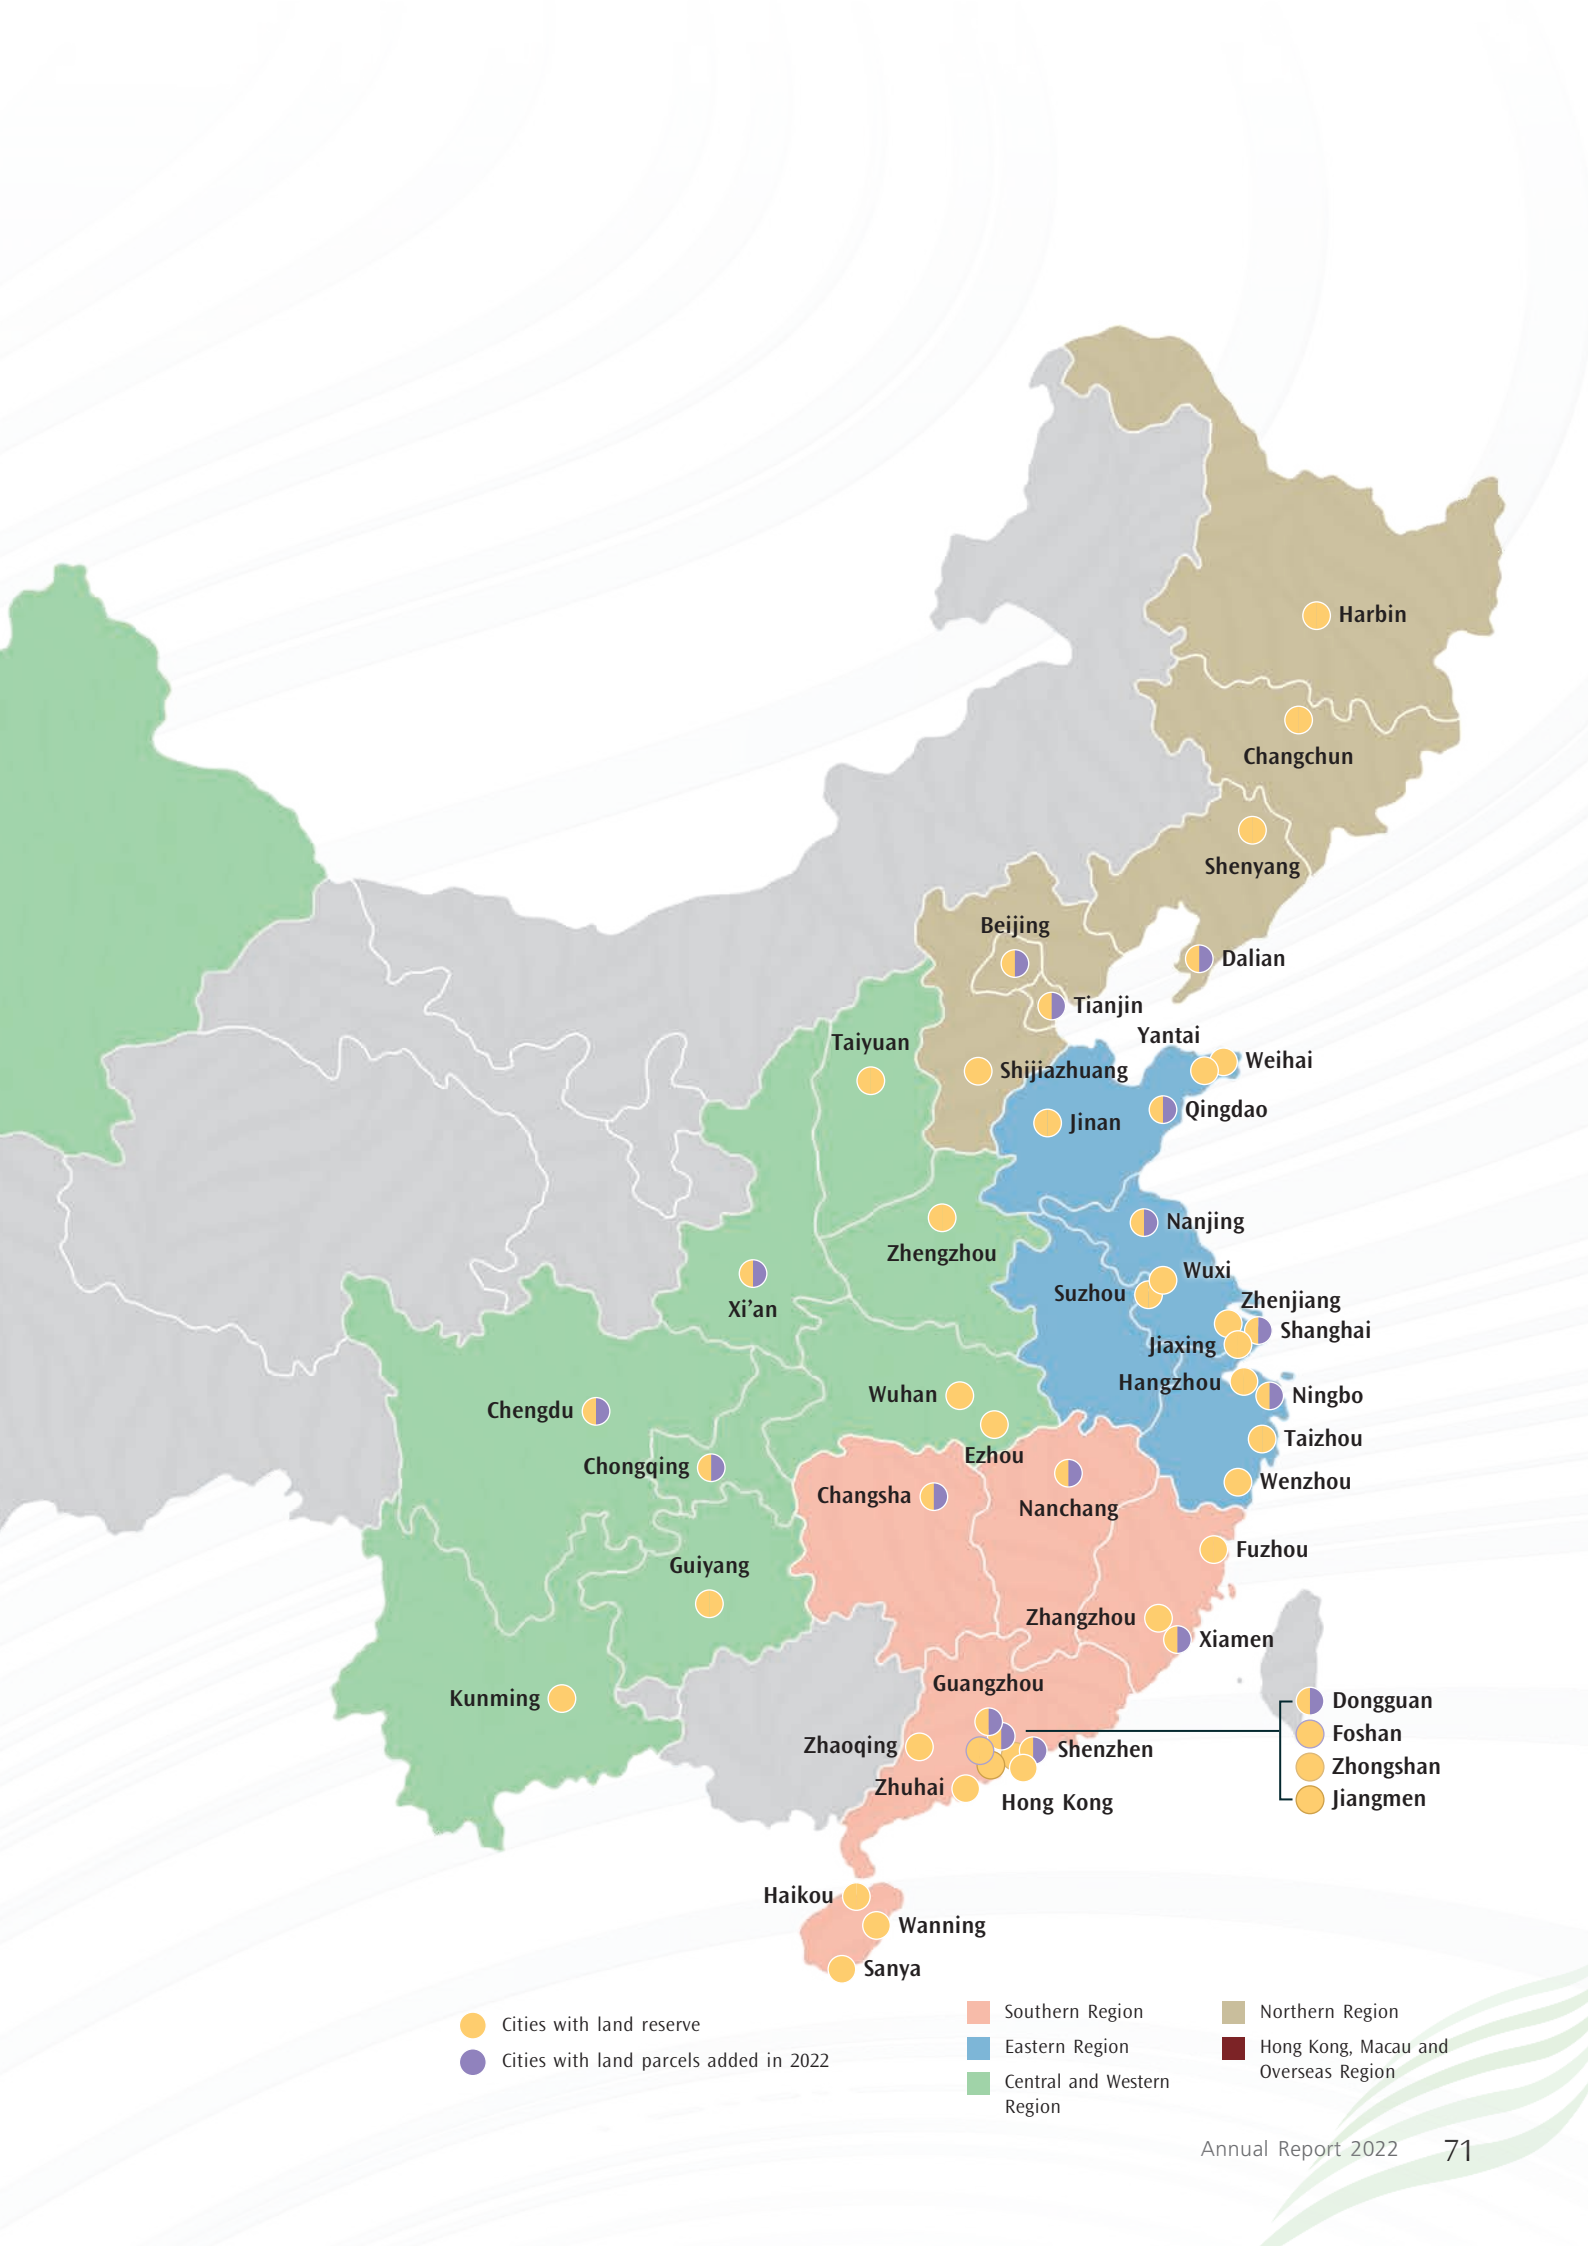 Harbin
Changchun
Shenyang
Beijing
Dalian
Tianjin
Yantai
Taiyuan
Weihai
Shijiazhuang
Qingdao
Jinan
Nanjing
Zhengzhou
Wuxi
Suzhou
Xi’an
Zhenjiang
Shanghai
Jiaxing
Hangzhou
Wuhan
Ningbo
Chengdu
Taizhou
Ezhou
Chongqing
Wenzhou
Changsha
Nanchang
Fuzhou
Guiyang
Zhangzhou
Xiamen
Guangzhou
Kunming
Dongguan
Foshan
Zhaoqing
Shenzhen
Zhongshan
Zhuhai
Hong Kong
Jiangmen
Haikou
Wanning
Sanya
Cities with land reserve
Cities with land parcels added in 2022
Southern Region
Eastern Region
Central and Western
Region
Northern Region
Hong Kong, Macau and
Overseas Region
Annual Report 2022 71